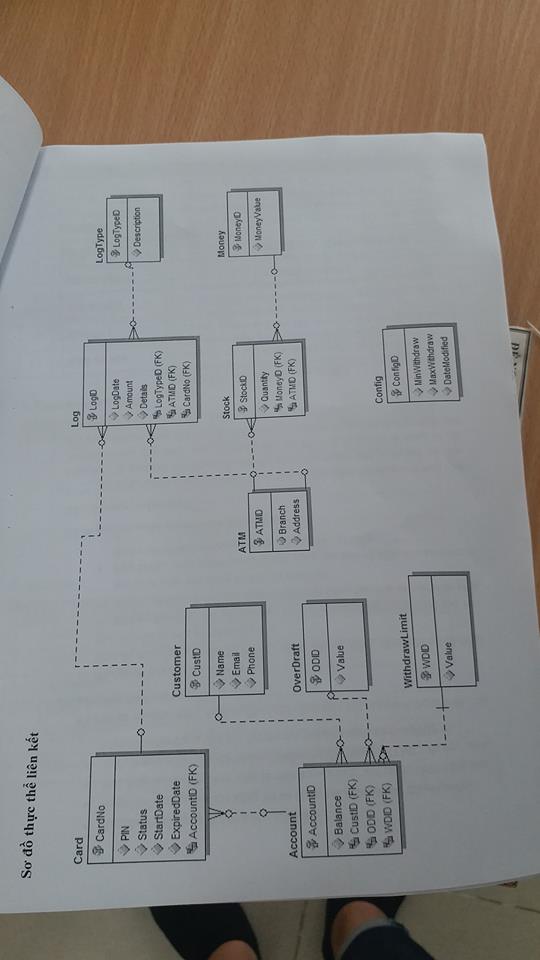 Sơ đồ thực thể liên kết
Card
CardNo
PIN
Status
StartDate
ExpiredDate
AccountID (FK)
Customer
CustID
Name
Email
Phone
Account
AccountID
Balance
CustID (FK)
ODID (FK)
WDID (FK)
OverDraft
ODID
Value
WithdrawLimit
WDID
Value
Log
LogID
LogDate
Amount
Details
LogTypeID (FK)
ATMID (FK)
CardNo (FK)
LogType
LogTypeID
Description
ATM
ATMID
Branch
Address
Stock
StockID
Quantity
MoneyID (FK)
ATMID (FK)
Money
MoneyID
MoneyValue
Config
ConfigID
MinWithdraw
MaxWithdraw
DateModified